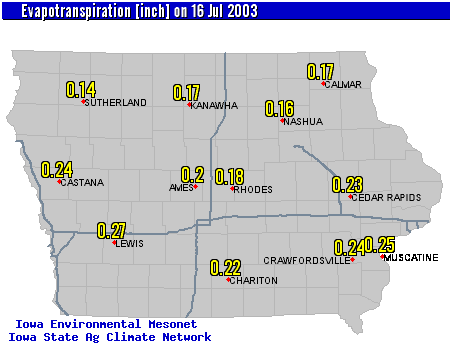 Evapotranspiration [inch] on 16 Jul 2003
0.17
CALMAR
0.14
SUTHERLAND
0.17
KANAWHA
0.16
NASHUA
0.24
CASTANA
0.2
AMES
0.18
RHODES
0.23
CEDAR RAPIDS
0.27
LEWIS
0.24
CRAWFORDSVILLE
0.25
MUSCATINE
0.22
CHARITON
Iowa Environmental Mesonet
Iowa State Ag Climate Network